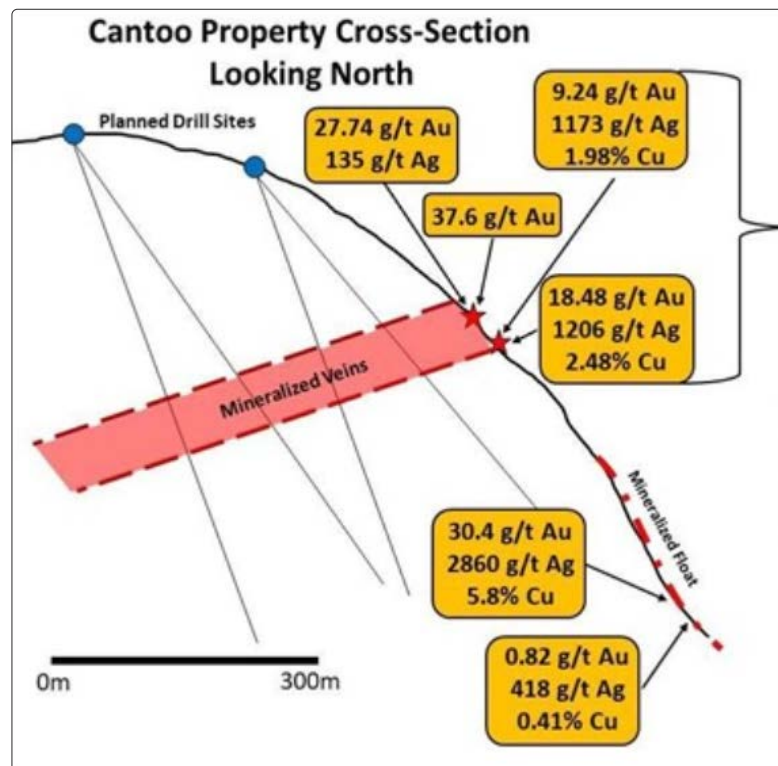 Cantoo Property Cross-Section
Looking North
Planned Drill Sites
27.74 g/t Au
135 g/t Ag
9.24 g/t Au
1173 g/t Ag
1.98% Cu
37.6 g/t Au
18.48 g/t Au
1206 g/t Ag
2.48% Cu
Mineralized Veins
Mineralized Float
30.4 g/t Au
2860 g/t Ag
5.8% Cu
0.82 g/t Au
418 g/t Ag
0.41% Cu
0m
300m